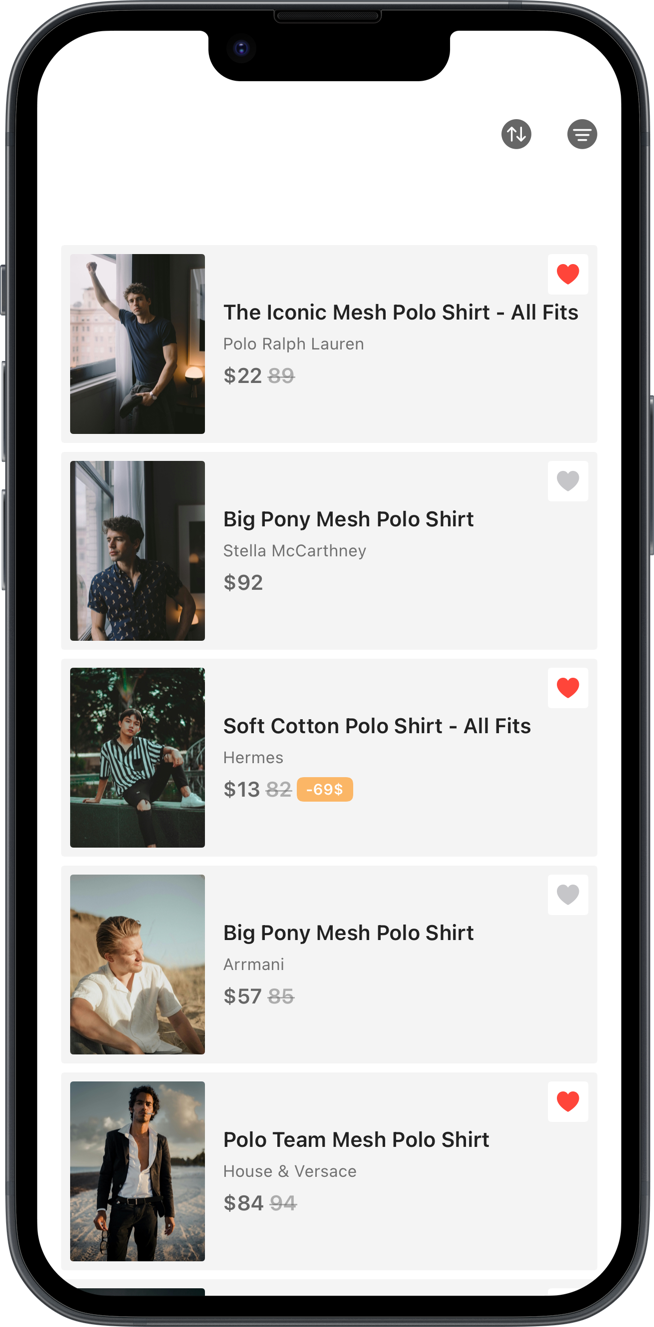 The Iconic Mesh Polo Shirt - All Fits
Polo Ralph Lauren
$22 89
Big Pony Mesh Polo Shirt
Stella McCarthney
$92
Soft Cotton Polo Shirt - All Fits
Hermes
$13 82 -69$
Big Pony Mesh Polo Shirt
Arrmani
$57 85
Polo Team Mesh Polo Shirt
House & Versace
$84 94